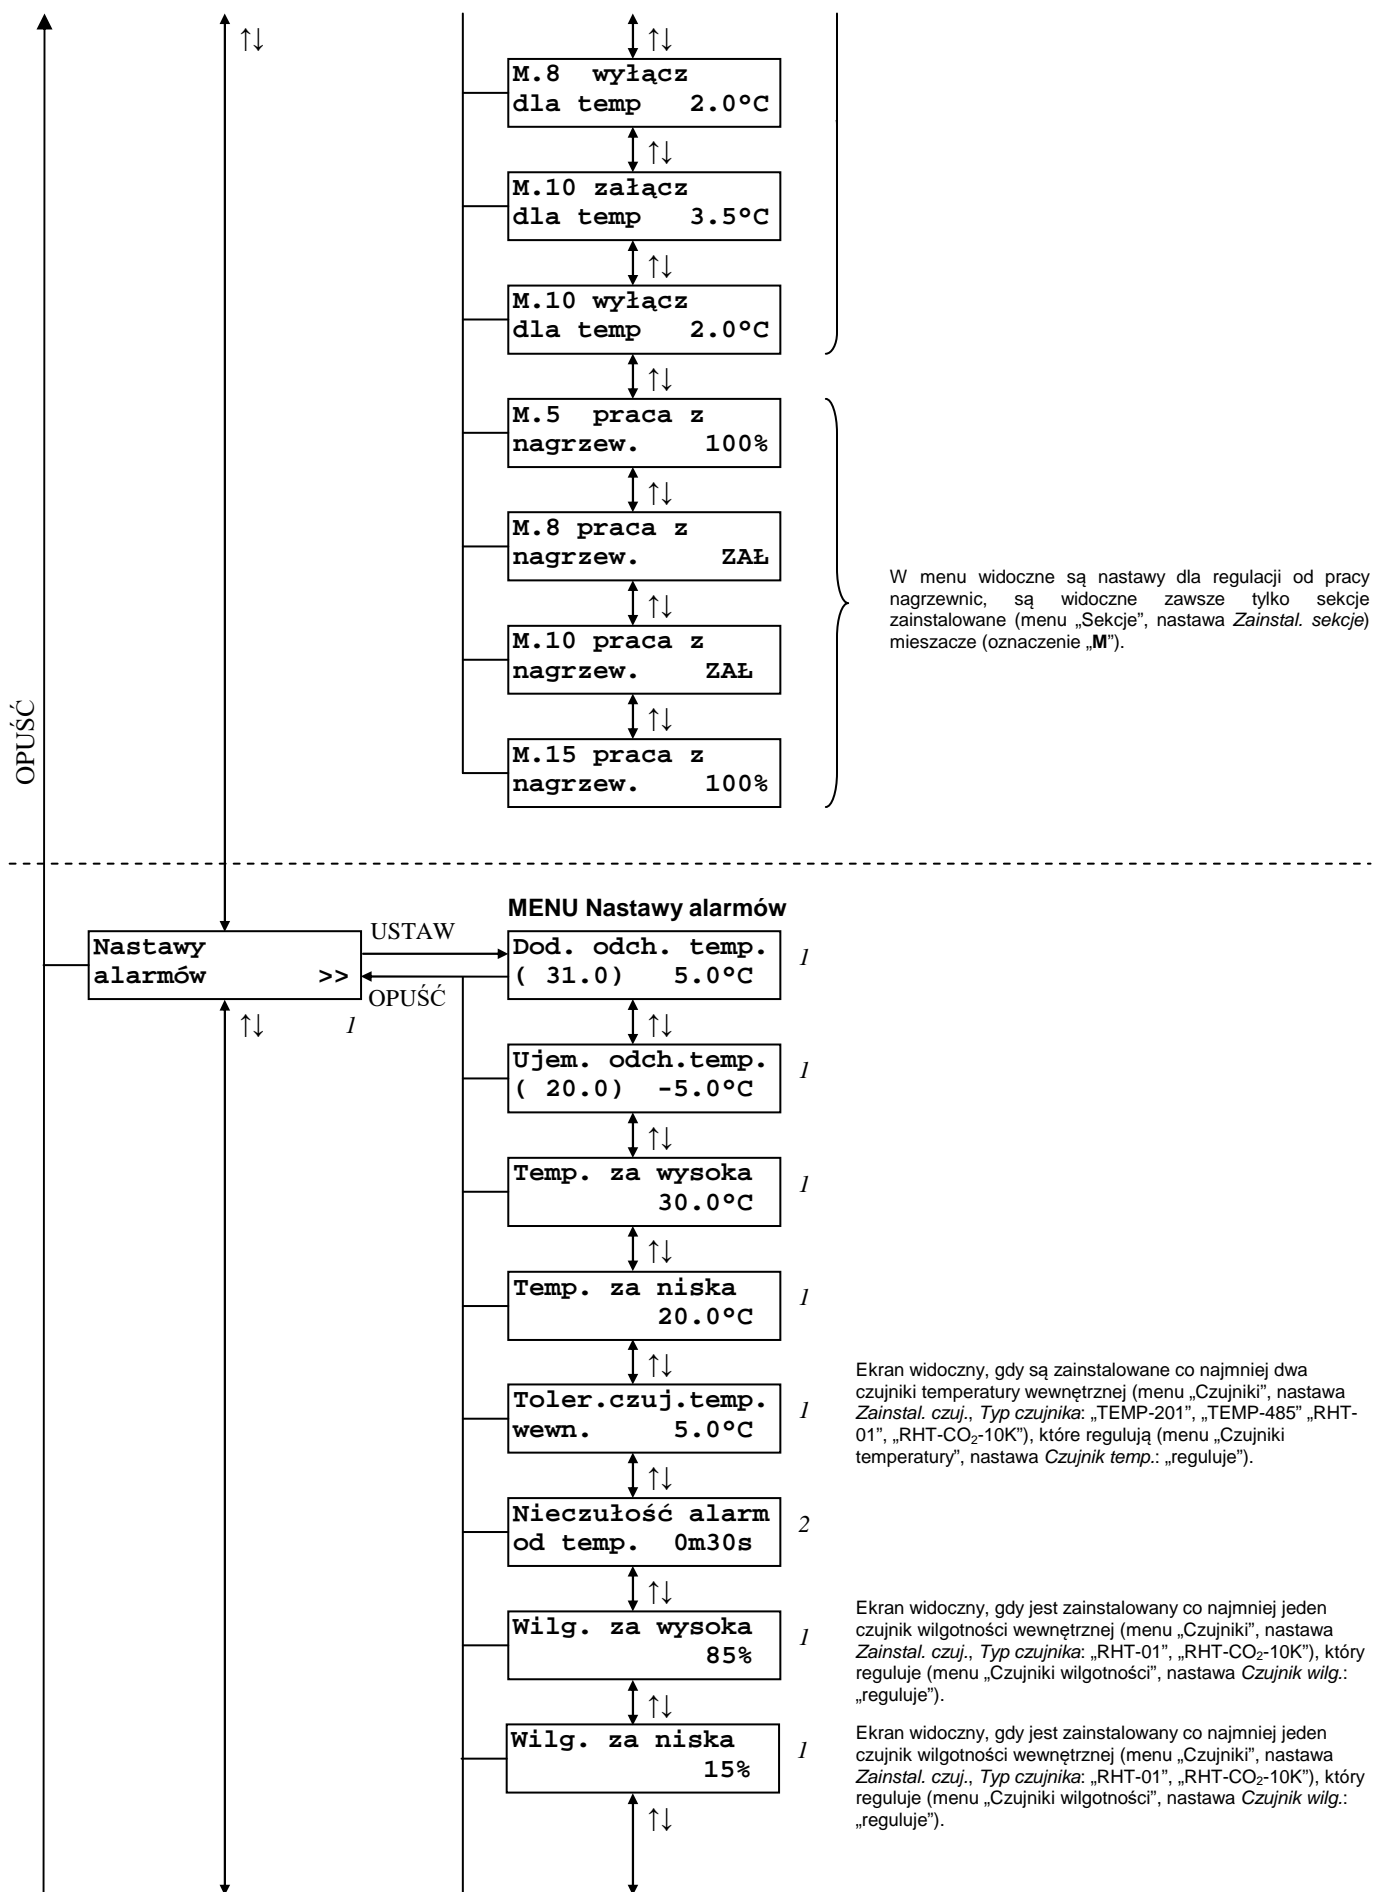 ↑↓
↑↓
M.8  wyłącz
dla temp   2.0°C
↑↓
M.10 załącz
dla temp   3.5°C
↑↓
M.10 wyłącz
dla temp   2.0°C
↑↓
M.5  praca z
nagrzew.    100%
↑↓
M.8 praca z
nagrzew.     ZAŁ
↑↓
M.10 praca z
nagrzew.    ZAŁ
↑↓
M.15 praca z
nagrzew.    100%
W menu widoczne są nastawy dla regulacji od pracy
nagrzewnic, są widoczne zawsze tylko sekcje
zainstalowane (menu „Sekcje”, nastawa Zainstal. sekcje)
mieszacze (oznaczenie „M”).
OPUŚĆ
MENU Nastawy alarmów
Nastawy
alarmów      >>
USTAW
OPUŚĆ
↑↓
1
Dod. odch. temp.
( 31.0)   5.0°C
1
↑↓
Ujem. odch.temp.
( 20.0)  -5.0°C
1
↑↓
Temp. za wysoka
30.0°C
1
↑↓
Temp. za niska
20.0°C
1
↑↓
Toler.czuj.temp.
wewn.     5.0°C
1
Ekran widoczny, gdy są zainstalowane co najmniej dwa
czujniki temperatury wewnętrznej (menu „Czujniki”, nastawa
Zainstal. czuj., Typ czujnika: „TEMP-201”, „TEMP-485” „RHT-
01”, „RHT-CO₂-10K”), które regulują (menu „Czujniki
temperatury”, nastawa Czujnik temp.: „reguluje”).
↑↓
Nieczułość alarm
od temp.  0m30s
2
↑↓
Wilg. za wysoka
85%
1
Ekran widoczny, gdy jest zainstalowany co najmniej jeden
czujnik wilgotności wewnętrznej (menu „Czujniki”, nastawa
Zainstal. czuj., Typ czujnika: „RHT-01”, „RHT-CO₂-10K”), który
reguluje (menu „Czujniki wilgotności”, nastawa Czujnik wilg.:
„reguluje”).
↑↓
Wilg. za niska
15%
1
Ekran widoczny, gdy jest zainstalowany co najmniej jeden
czujnik wilgotności wewnętrznej (menu „Czujniki”, nastawa
Zainstal. czuj., Typ czujnika: „RHT-01”, „RHT-CO₂-10K”), który
reguluje (menu „Czujniki wilgotności”, nastawa Czujnik wilg.:
„reguluje”).
↑↓